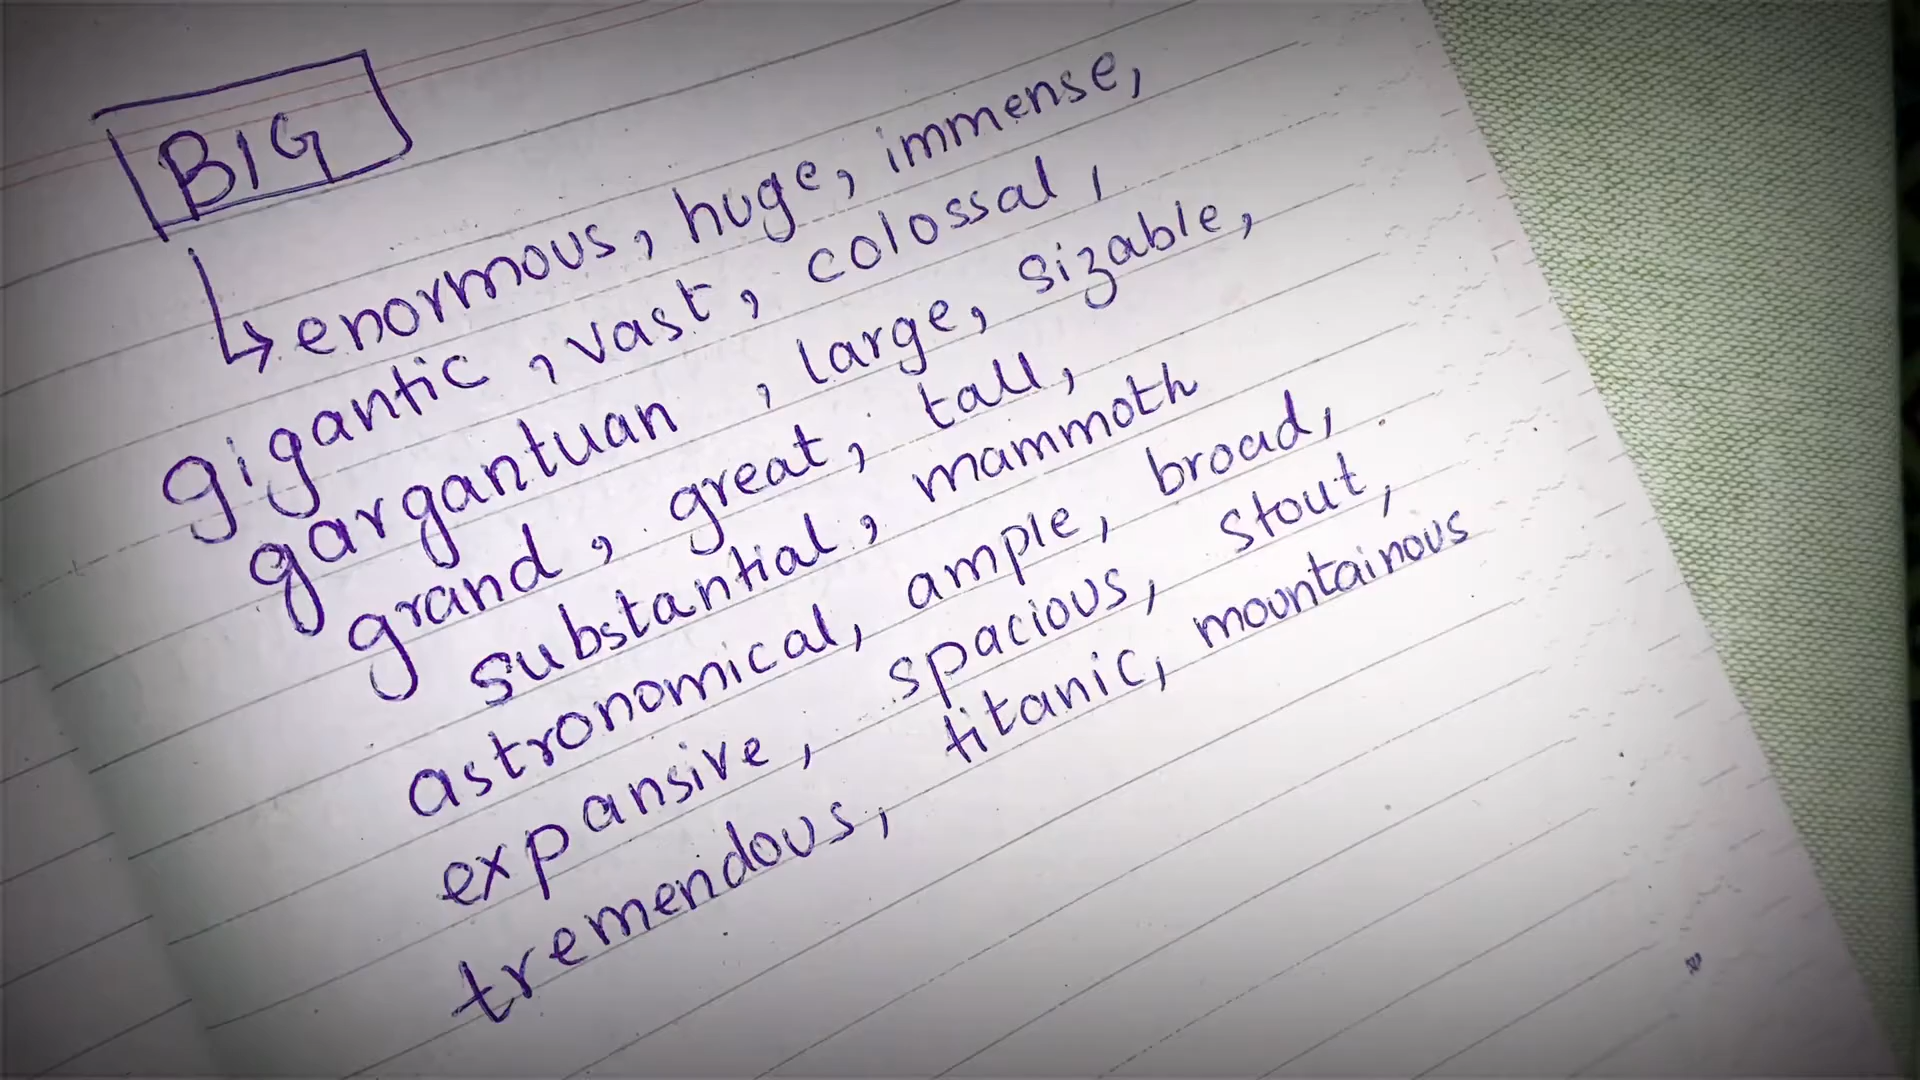 BIG
enormous, huge, immense,
gigantic, vast, colossal,
gargantuan, large, sizable,
grand, great, tall,
substantial, mammoth
astronomical, ample, broad,
expansive, spacious, stout,
tremendous, titanic, mountainous